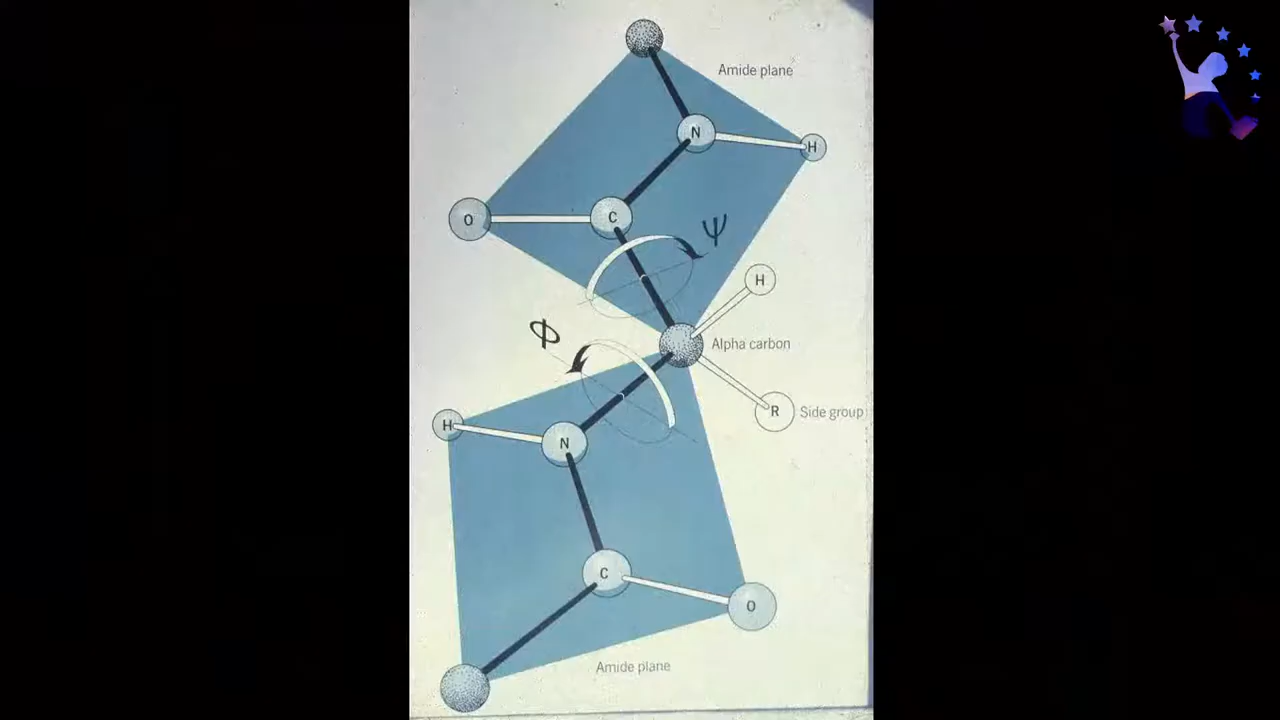 Amide plane
N
H
O
C
Ψ
H
Φ
Alpha carbon
R
Side group
H
N
C
O
Amide plane